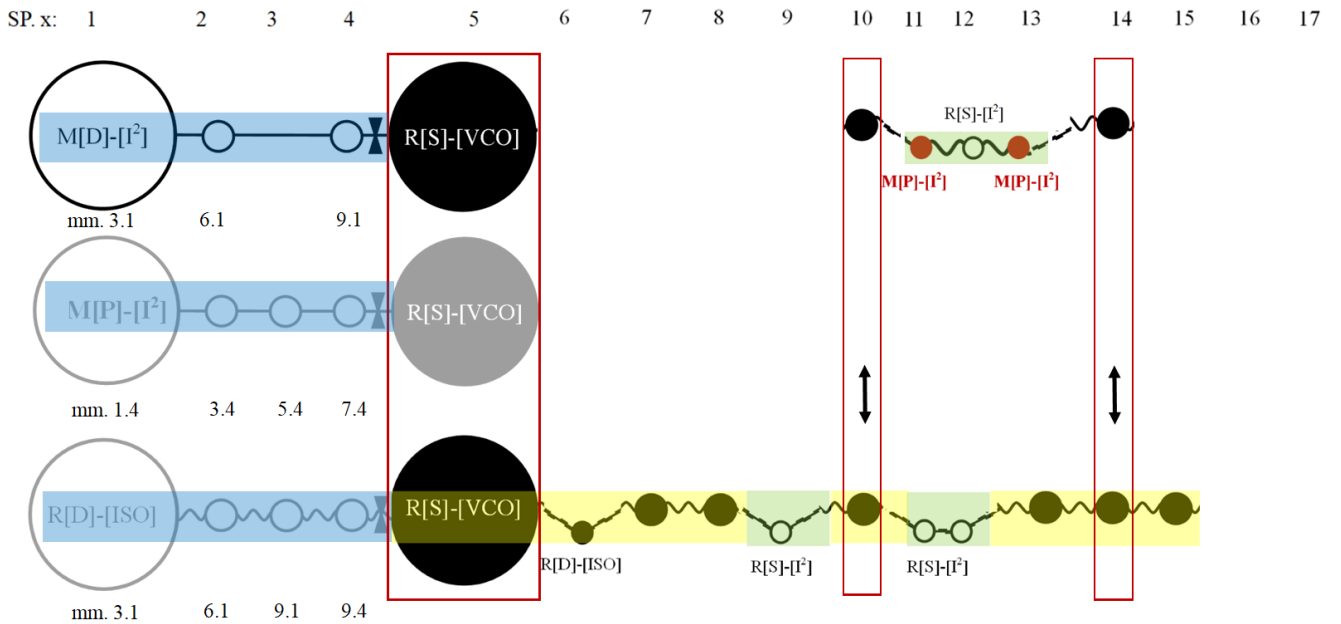 SP. x: 1 2 3 4 5 6 7 8 9 10 11 12 13 14 15 16 17
R[S]-[I²]
M[D]-[I²] R[S]-[VCO]
M[P]-[I²] M[P]-[I²]
mm. 3.1 6.1 9.1
M[P]-[I²] R[S]-[VCO]
mm. 1.4 3.4 5.4 7.4
R[D]-[ISO] R[S]-[VCO]
R[D]-[ISO] R[S]-[I²] R[S]-[I²]
mm. 3.1 6.1 9.1 9.4